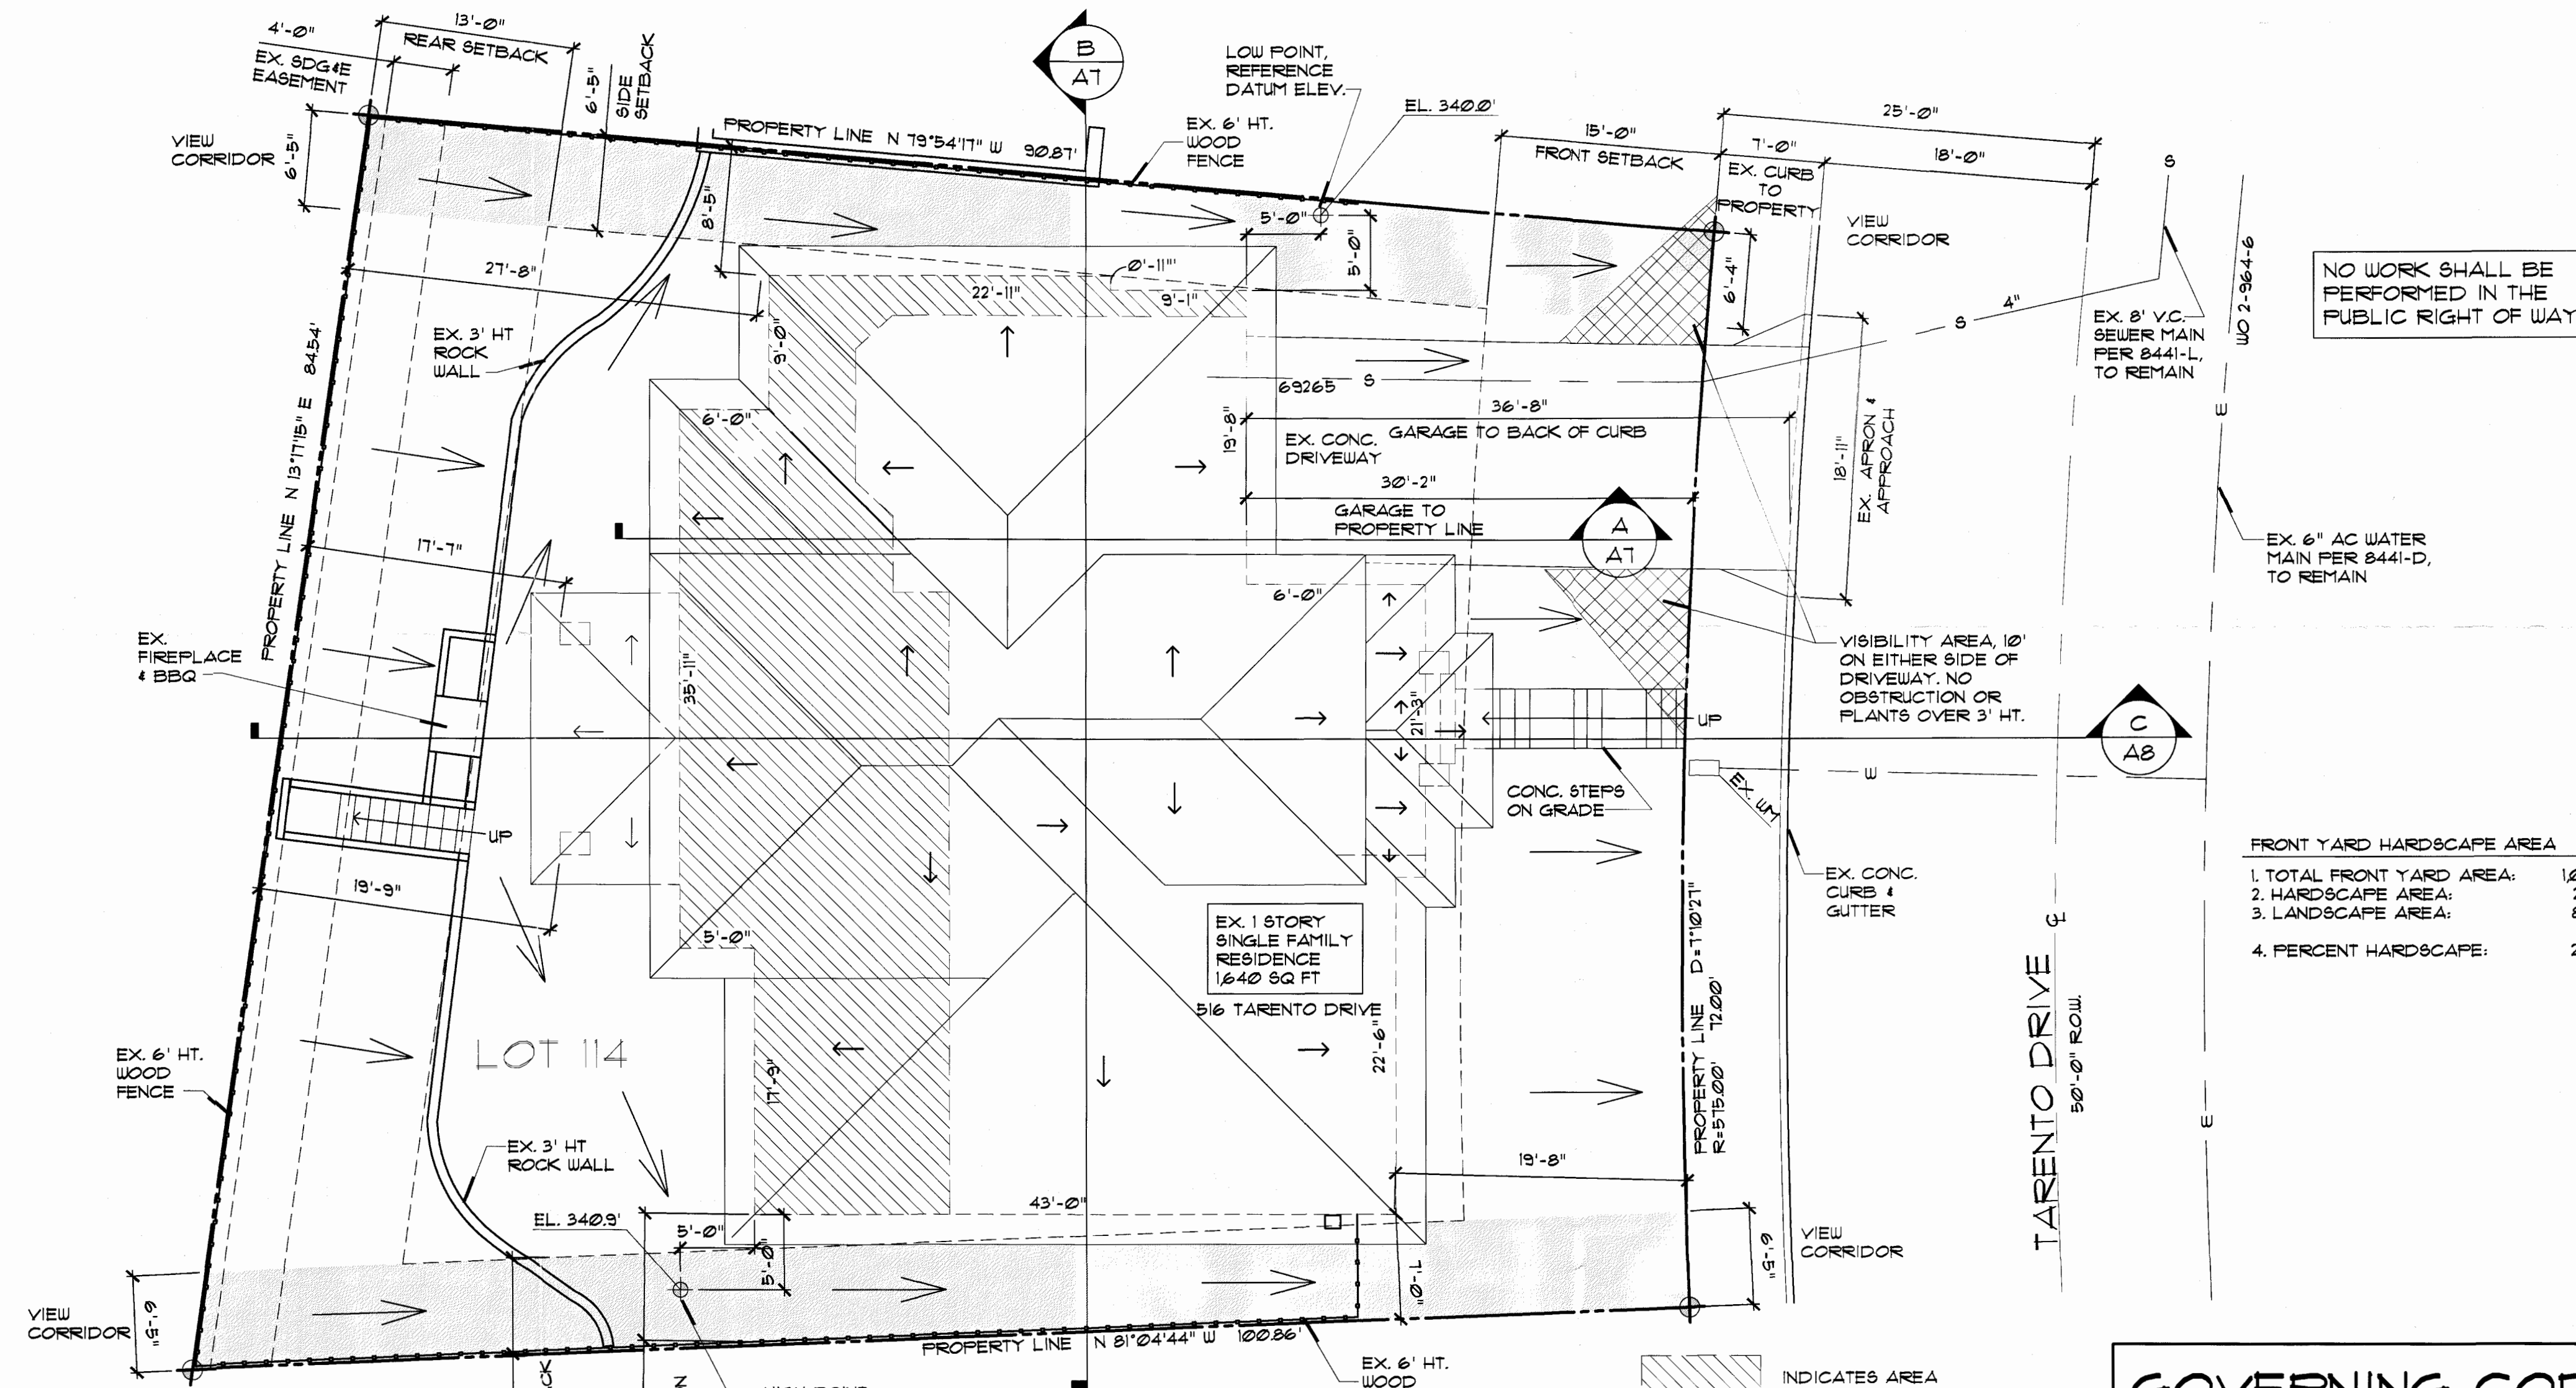 4'-0"
13'-0"
REAR SETBACK
EX. SDG&E
EASEMENT
6'-5"
SIDE
SETBACK
VIEW
CORRIDOR
6'-5"
B
A7
LOW POINT,
REFERENCE
DATUM ELEV.
EL. 340.0'
PROPERTY LINE N 79°54'17" W 90.87'
EX. 6' HT.
WOOD
FENCE
15'-0"
FRONT SETBACK
25'-0"
7'-0"
18'-0"
EX. CURB
TO
PROPERTY
VIEW
CORRIDOR
S
8'-5"
5'-0"
5'-0"
6'-4"
27'-8"
0'-11"
22'-11"
9'-1"
9'-0"
EX. 3' HT
ROCK
WALL
PROPERTY LINE N 13°17'15" E 84.54'
S
4"
EX. 8' V.C.
SEWER MAIN
PER 8441-L,
TO REMAIN
WO 2-964-6
NO WORK SHALL BE
PERFORMED IN THE
PUBLIC RIGHT OF WAY
69265
S
36'-8"
GARAGE TO BACK OF CURB
19'-8"
EX. CONC.
DRIVEWAY
30'-2"
GARAGE TO
PROPERTY LINE
A
A7
18'-11"
EX. APRON &
APPROACH
6'-0"
W
EX. 6" AC WATER
MAIN PER 8441-D,
TO REMAIN
17'-7"
6'-0"
EX.
FIREPLACE
& BBQ
35'-11"
21'-3"
VISIBILITY AREA, 10'
ON EITHER SIDE OF
DRIVEWAY. NO
OBSTRUCTION OR
PLANTS OVER 3' HT.
UP
C
A8
CONC. STEPS
ON GRADE
W
EX. WM
UP
19'-9"
5'-0"
EX. 1 STORY
SINGLE FAMILY
RESIDENCE
1,640 SQ FT
516 TARENTO DRIVE
EX. CONC.
CURB &
GUTTER
FRONT YARD HARDSCAPE AREA
1. TOTAL FRONT YARD AREA:
2. HARDSCAPE AREA:
3. LANDSCAPE AREA:
4. PERCENT HARDSCAPE:
PROPERTY LINE D=7°10'27"
R=575.00' 72.00'
TARENTO DRIVE
50'-0" R.O.W.
W
EX. 6' HT.
WOOD
FENCE
LOT 114
17'-9"
22'-6"
EX. 3' HT
ROCK WALL
19'-8"
43'-0"
EL. 340.9'
5'-0"
5'-0"
7'-0"
6'-5"
VIEW
CORRIDOR
VIEW
CORRIDOR
6'-5"
PROPERTY LINE N 81°04'44" W 100.86'
EX. 6' HT.
WOOD
INDICATES AREA